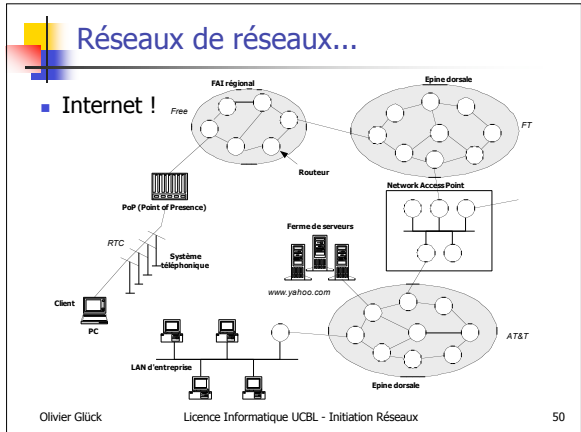 Réseaux de réseaux...
Internet !
FAI régional
Epine dorsale
Free
FT
Routeur
PoP (Point of Presence)
Network Access Point
Ferme de serveurs
RTC
Système
téléphonique
www.yahoo.com
Client
PC
AT&T
LAN d'entreprise
Epine dorsale
Olivier Glück
Licence Informatique UCBL - Initiation Réseaux
50